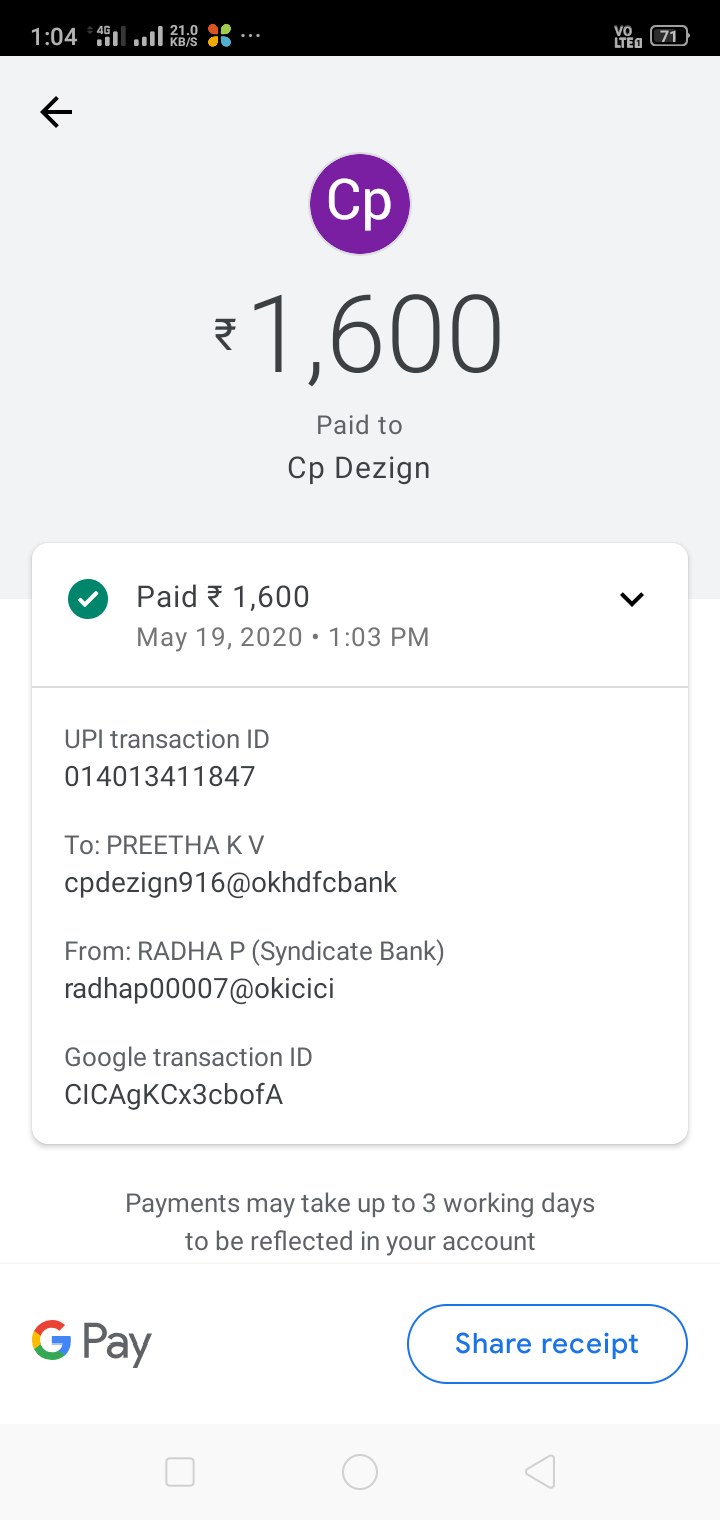 1:04 4G 21.0 KB/S ... VO LTE 71
Cp
₹1,600
Paid to
Cp Dezign
Paid ₹ 1,600
May 19, 2020 • 1:03 PM
UPI transaction ID
014013411847
To: PREETHA K V
cpdezign916@okhdfcbank
From: RADHA P (Syndicate Bank)
radhap00007@okicici
Google transaction ID
CICAgKCx3cbofA
Payments may take up to 3 working days
to be reflected in your account
G Pay
Share receipt